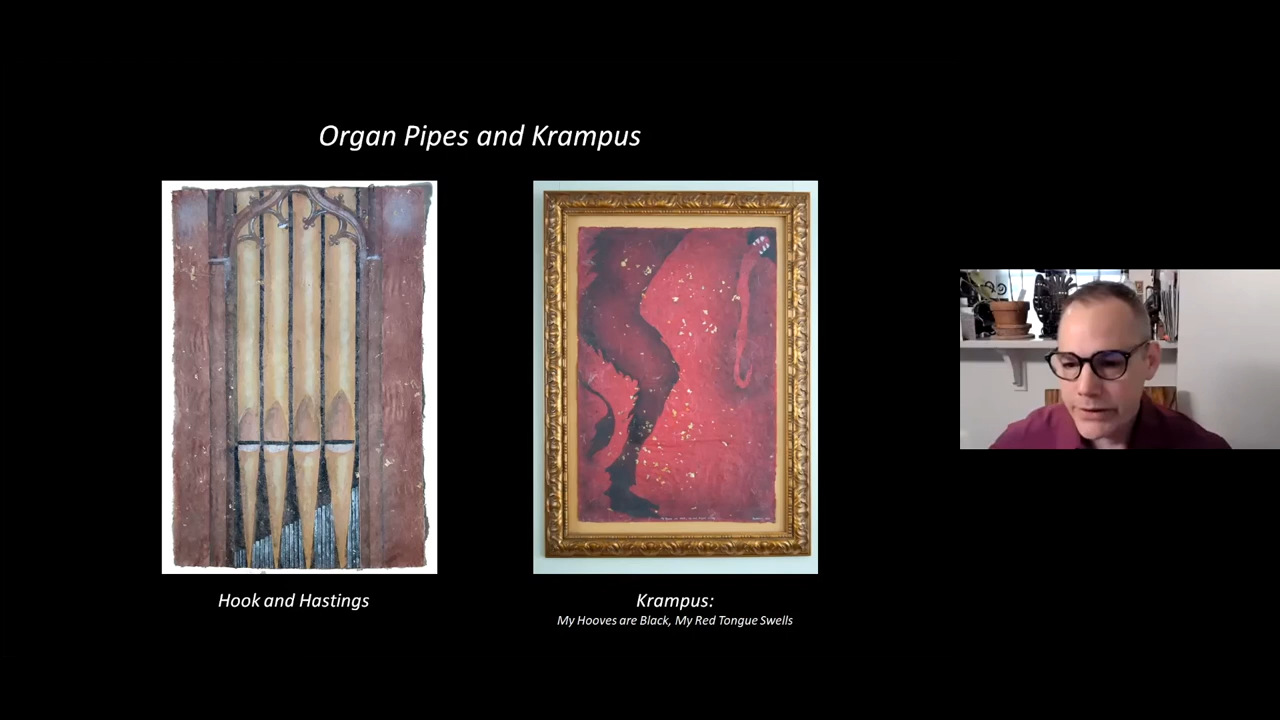 Organ Pipes and Krampus
Hook and Hastings
Krampus:
My Hooves are Black, My Red Tongue Swells